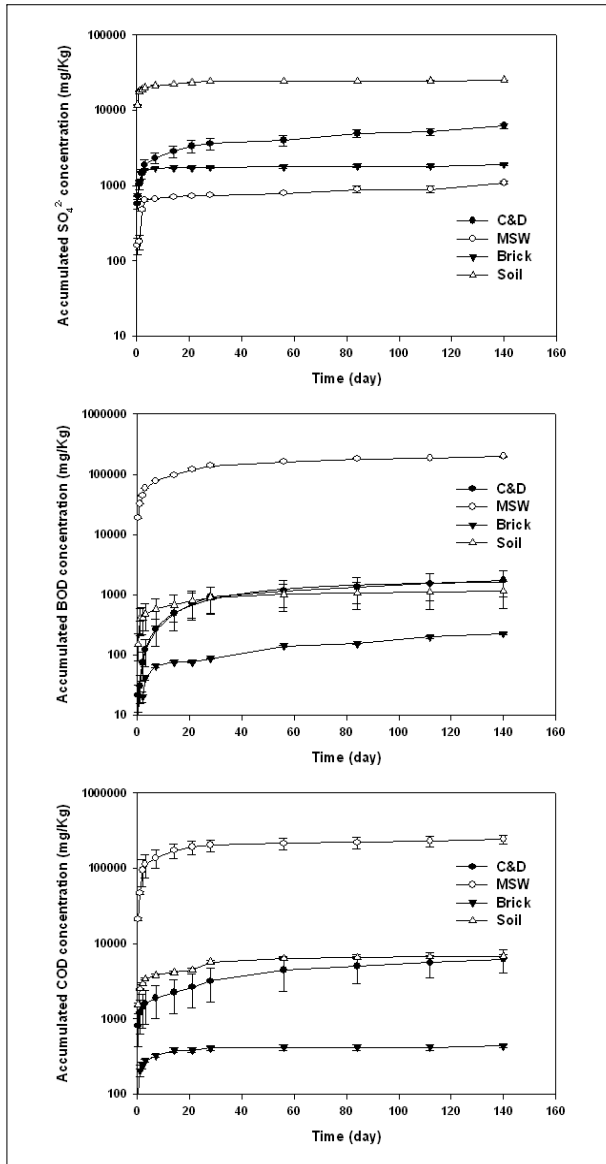 Accumulated SO₄²⁻ concentration (mg/Kg)
100000
10000
1000
100
10
C&D
MSW
Brick
Soil
0 20 40 60 80 100 120 140 160
Time (day)
Accumulated BOD concentration (mg/Kg)
1000000
100000
10000
1000
100
10
C&D
MSW
Brick
Soil
0 20 40 60 80 100 120 140 160
Time (day)
Accumulated COD concentration (mg/Kg)
1000000
100000
10000
1000
100
C&D
MSW
Brick
Soil
0 20 40 60 80 100 120 140 160
Time (day)